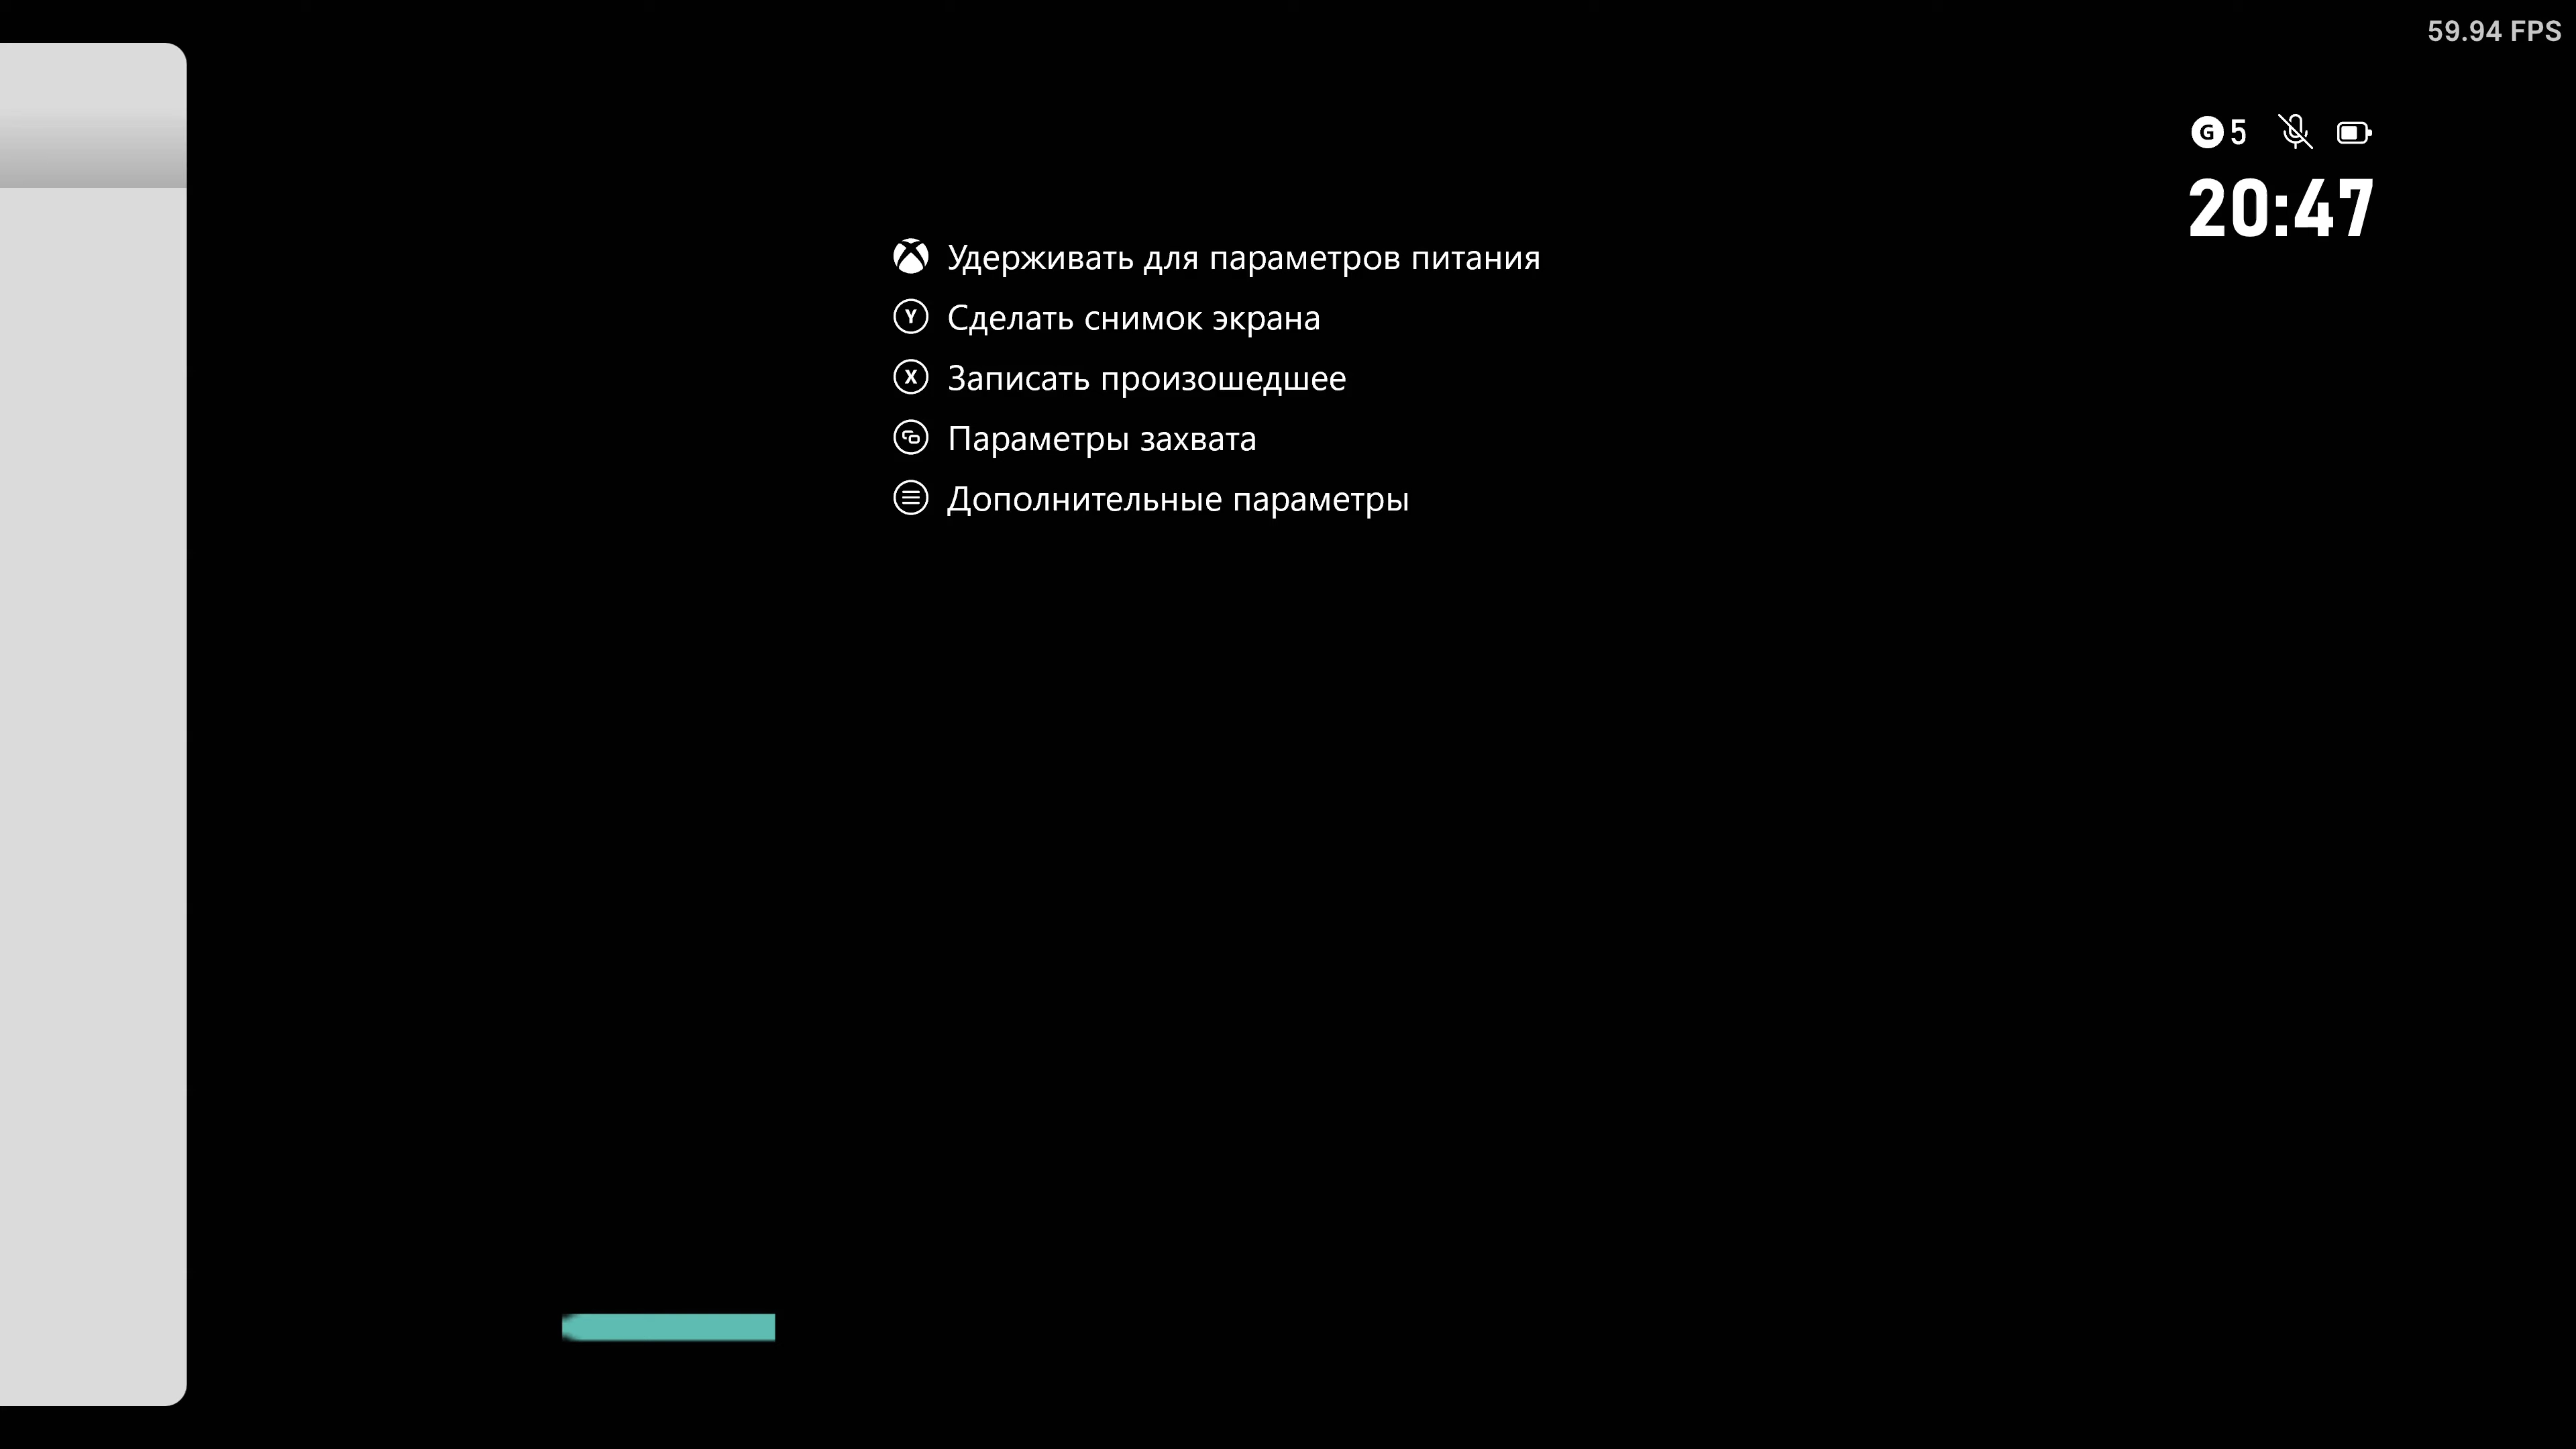 59.94 FPS
G 5
20:47
Удерживать для параметров питания
Y Сделать снимок экрана
X Записать произошедшее
Параметры захвата
Дополнительные параметры